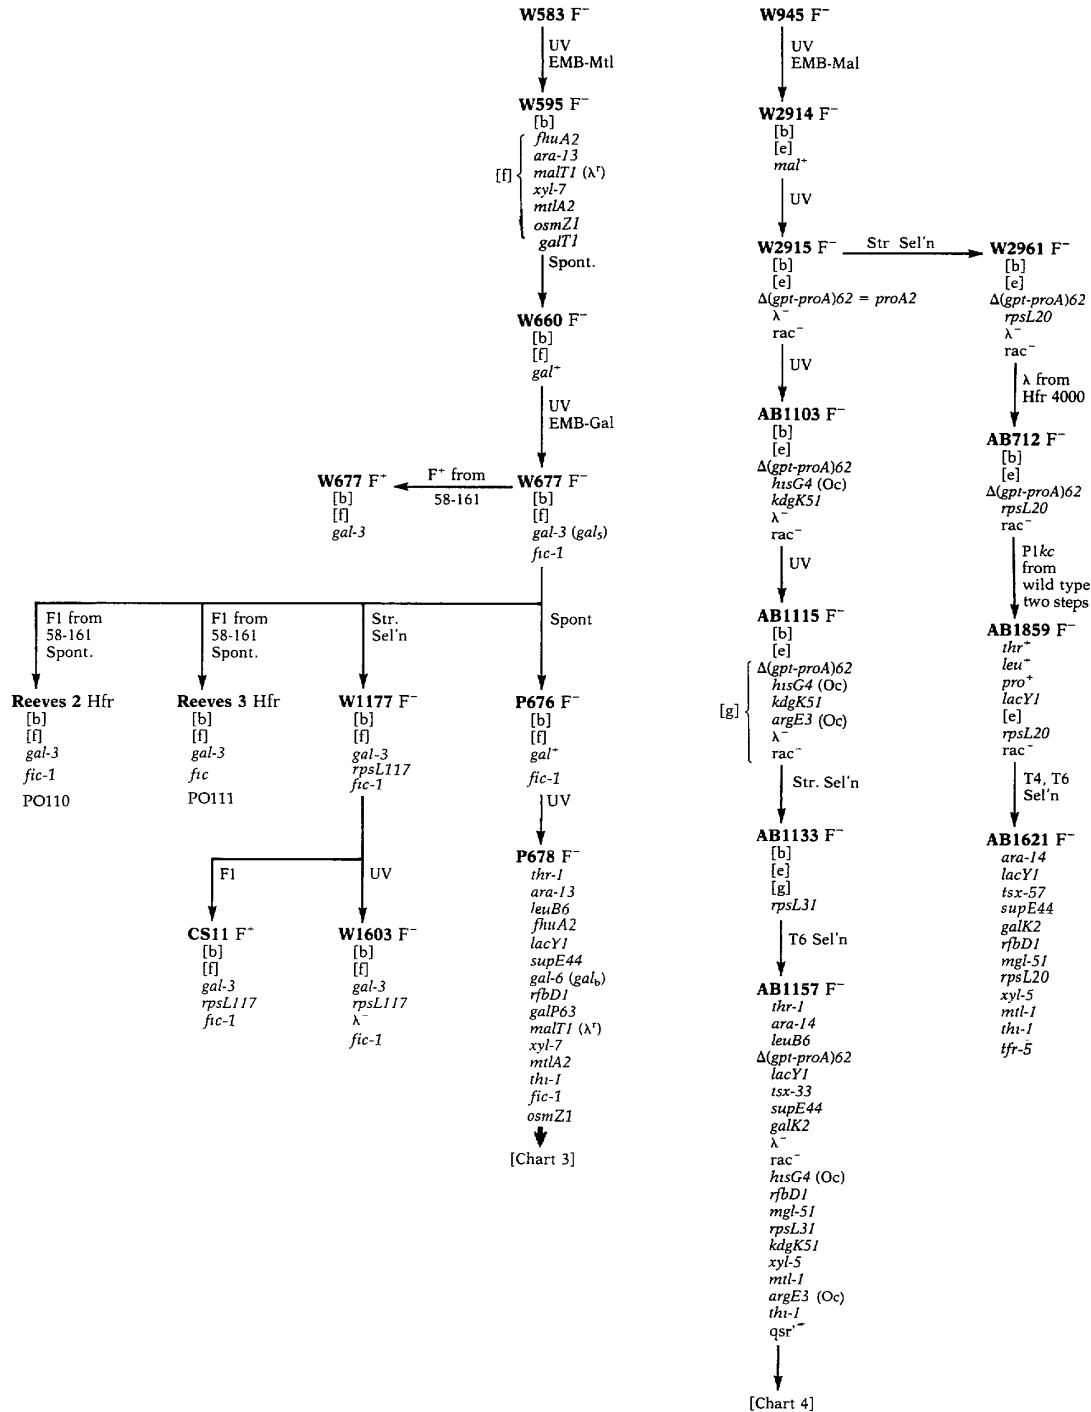 W583 F⁻
UV
EMB-Mtl
W595 F⁻
[b]
[f]
fhuA2
ara-13
malT1 (λʳ)
xyl-7
mtlA2
osmZ1
galT1
Spont.
W660 F⁻
[b]
[f]
gal⁺
UV
EMB-Gal
W677 F⁺
[b]
[f]
gal-3
F⁺ from
58-161
W677 F⁻
[b]
[f]
gal-3 (galₛ)
fic-1
F1 from
58-161
Spont.
F1 from
58-161
Spont.
Str.
Sel'n
Spont
Reeves 2 Hfr
[b]
[f]
gal-3
fic-1
PO110
Reeves 3 Hfr
[b]
[f]
gal-3
fic
PO111
W1177 F⁻
[b]
[f]
gal-3
rpsL117
fic-1
P676 F⁻
[b]
[f]
gal⁺
fic-1
F1
UV
CS11 F⁺
[b]
[f]
gal-3
rpsL117
fic-1
W1603 F⁻
[b]
[f]
gal-3
rpsL117
λ⁻
fic-1
UV
P678 F⁻
thr-1
ara-13
leuB6
fhuA2
lacY1
supE44
gal-6 (gal_b)
rfbD1
galP63
malT1 (λʳ)
xyl-7
mtlA2
thi-1
fic-1
osmZ1
[Chart 3]
W945 F⁻
UV
EMB-Mal
W2914 F⁻
[b]
[e]
mal⁺
UV
W2915 F⁻
[b]
[e]
Δ(gpt-proA)62 = proA2
λ⁻
rac⁻
UV
AB1103 F⁻
[b]
[e]
Δ(gpt-proA)62
hisG4 (Oc)
kdgK51
λ⁻
rac⁻
UV
AB1115 F⁻
[b]
[e]
[g]
Δ(gpt-proA)62
hisG4 (Oc)
kdgK51
argE3 (Oc)
λ⁻
rac⁻
Str. Sel'n
AB1133 F⁻
[b]
[e]
[g]
rpsL31
T6 Sel'n
AB1157 F⁻
thr-1
ara-14
leuB6
Δ(gpt-proA)62
lacY1
tsx-33
supE44
galK2
λ⁻
rac⁻
hisG4 (Oc)
rfbD1
mgl-51
rpsL31
kdgK51
xyl-5
mtl-1
argE3 (Oc)
thi-1
qsr'⁻
[Chart 4]
Str Sel'n
W2961 F⁻
[b]
[e]
Δ(gpt-proA)62
rpsL20
λ⁻
rac⁻
λ from
Hfr 4000
AB712 F⁻
[b]
[e]
Δ(gpt-proA)62
rpsL20
rac⁻
P1kc
from
wild type
two steps
AB1859 F⁻
thr⁺
leu⁺
pro⁺
lacY1
[e]
rpsL20
rac⁻
T4, T6
Sel'n
AB1621 F⁻
ara-14
lacY1
tsx-57
supE44
galK2
rfbD1
mgl-51
rpsL20
xyl-5
mtl-1
thi-1
tfr-5